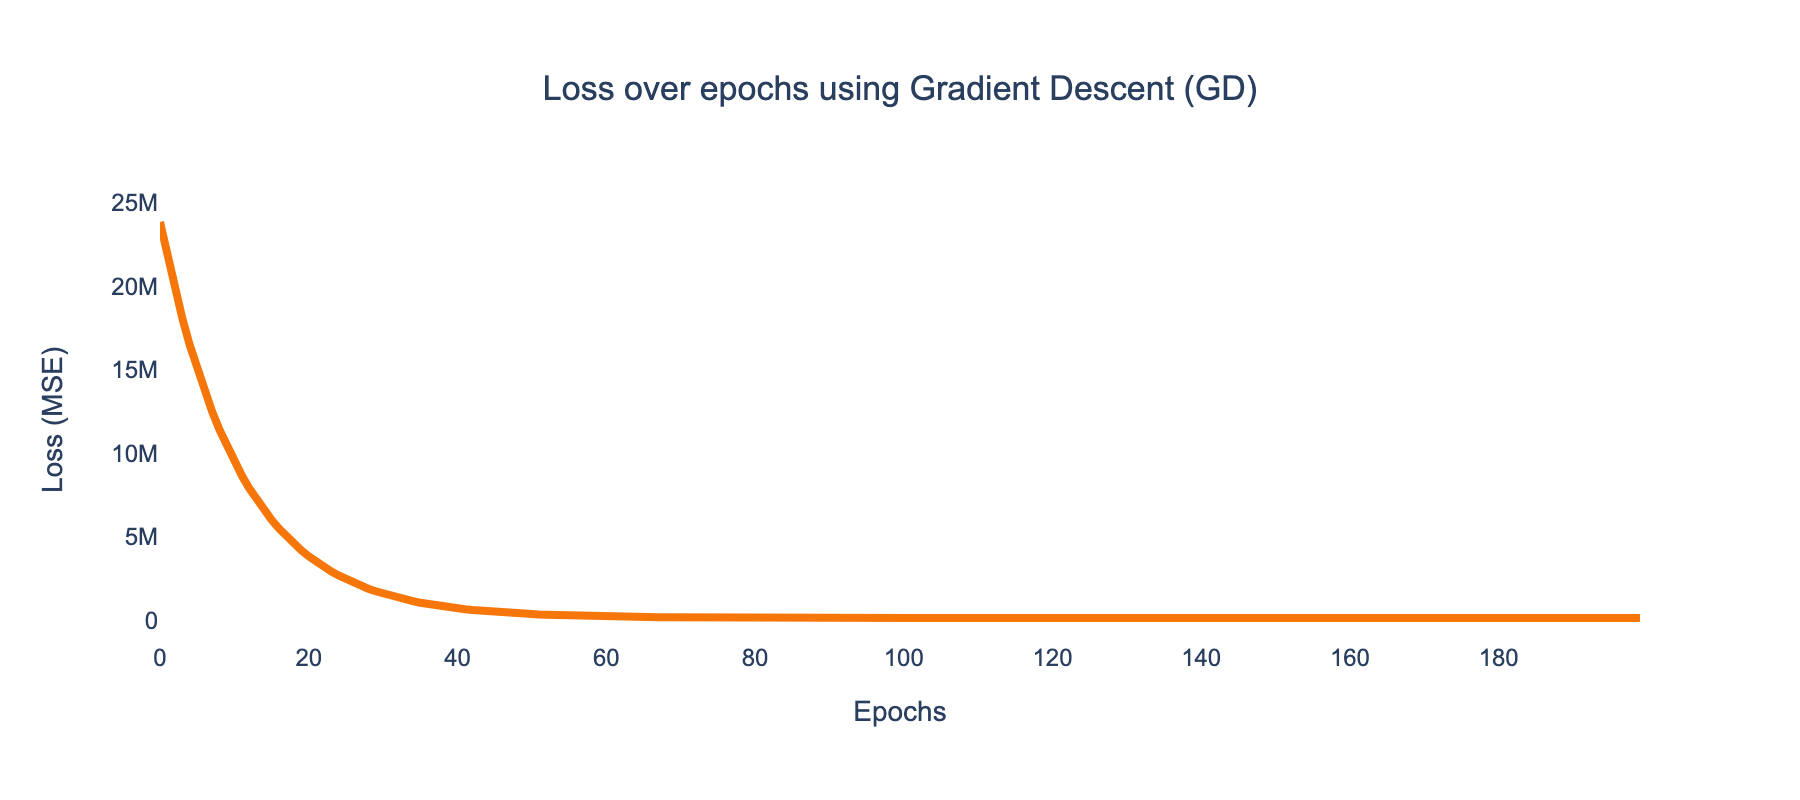 Loss over epochs using Gradient Descent (GD)
25M
20M
15M
10M
5M
0
Loss (MSE)
0 20 40 60 80 100 120 140 160 180
Epochs